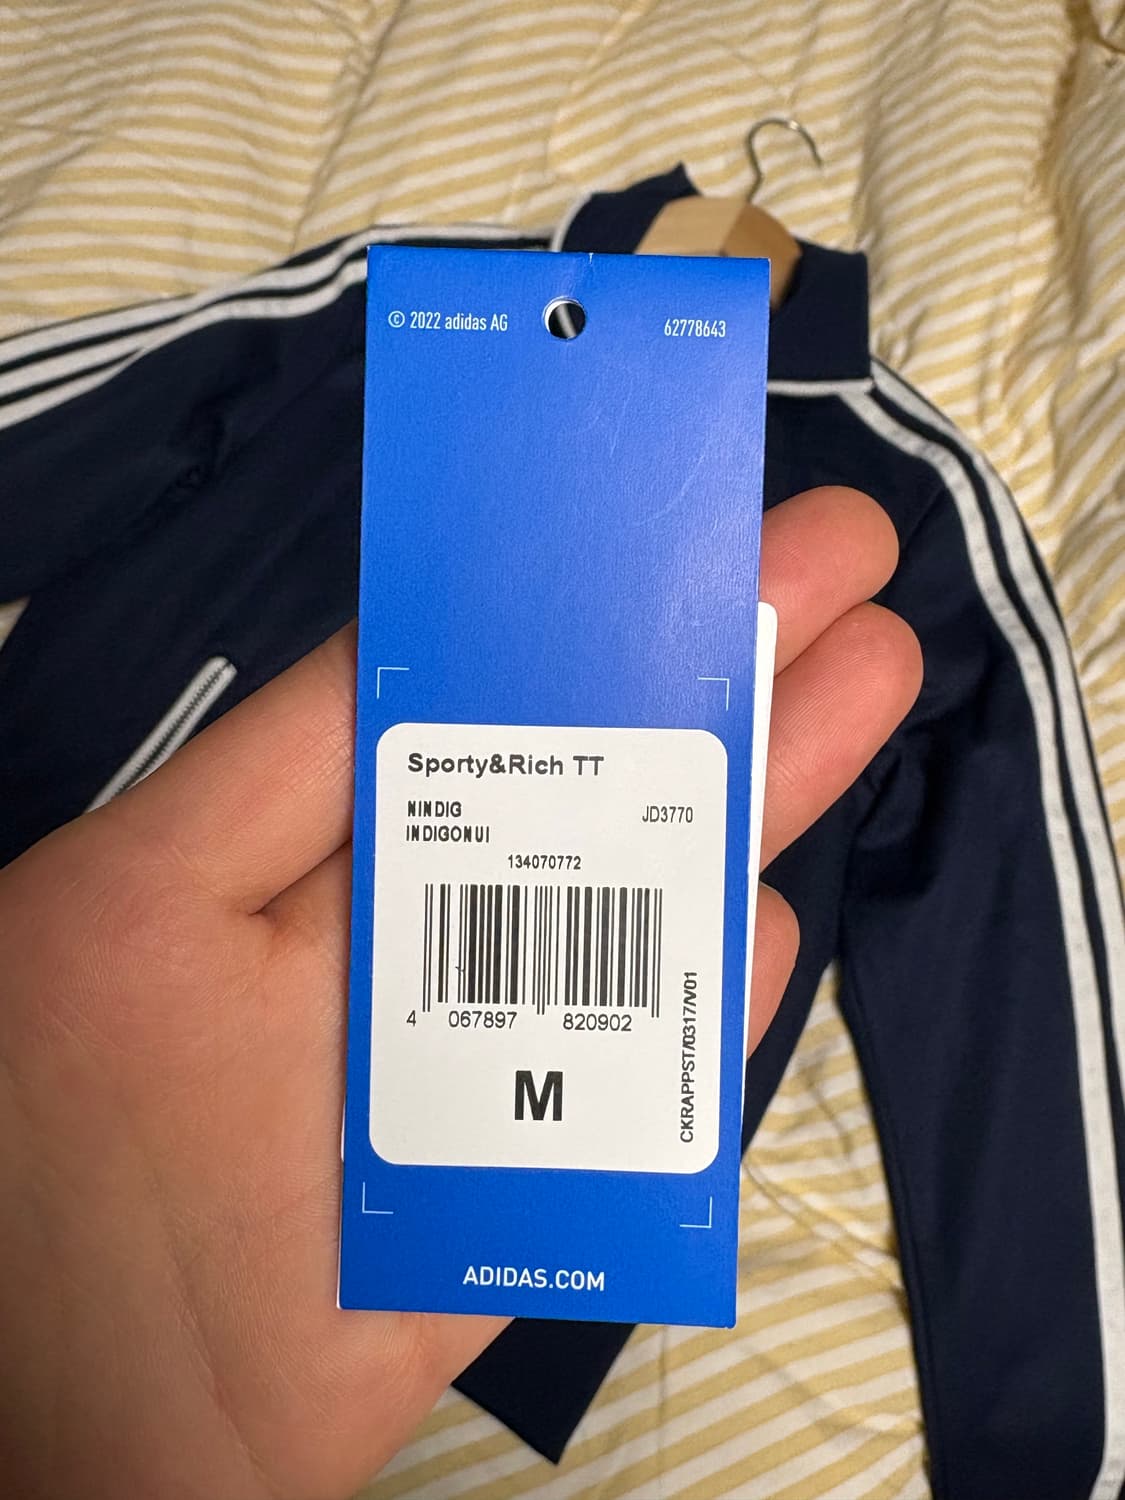 © 2022 adidas AG 62778643
Sporty&Rich TT
NINDIG JD3770
INDIGONUI
134070772
4 067897 820902
M
CKRAPPST/0317/V01
ADIDAS.COM